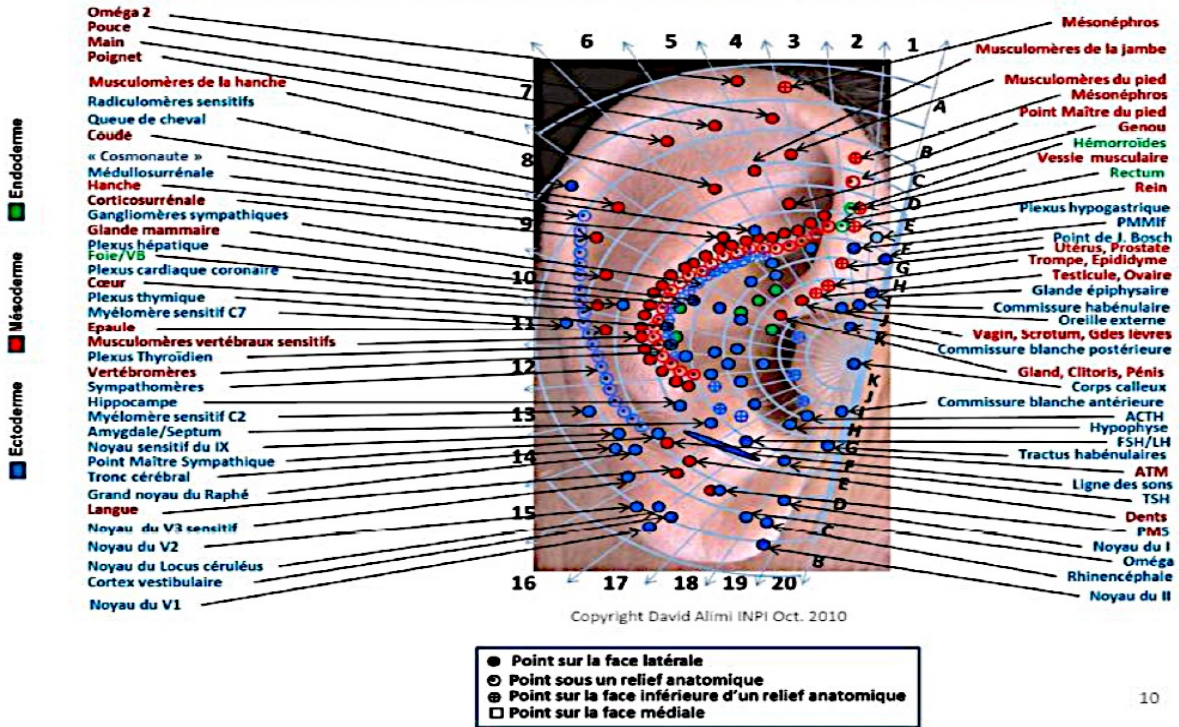 Oméga 2
Pouce
Main
Poignet
Musculomères de la hanche
Radiculomères sensitifs
Queue de cheval
Coude
« Cosmonaute »
Médullosurrénale
Hanche
Corticosurrénale
Gangliomères sympathiques
Glande mammaire
Plexus hépatique
Foie/VB
Plexus cardiaque coronaire
Cœur
Plexus thymique
Myélomère sensitif C7
Epaule
Musculomères vertébraux sensitifs
Plexus Thyroïdien
Vertébromères
Sympathomères
Hippocampe
Myélomère sensitif C2
Amygdale/Septum
Noyau sensitif du IX
Point Maître Sympathique
Tronc cérébral
Grand noyau du Raphé
Langue
Noyau du V3 sensitif
Noyau du V2
Noyau du Locus céruléus
Cortex vestibulaire
Noyau du V1
Endoderme
Mésoderme
Ectoderme
6 5 4 3 2 1
7
8
9
10
11
12
13
14
15
16 17 18 19 20
A
B
C
D
E
F
G
H
I
J
K
K
J
I
H
G
F
E
D
C
B
Mésonéphros
Musculomères de la jambe
Musculomères du pied
Mésonéphros
Point Maître du pied
Genou
Hémorroïdes
Vessie musculaire
Rectum
Rein
Plexus hypogastrique
PMMIf
Point de J. Bosch
Utérus, Prostate
Trompe, Epididyme
Testicule, Ovaire
Glande épiphysaire
Commissure habénulaire
Oreille externe
Vagin, Scrotum, Gdes lèvres
Commissure blanche postérieure
Gland, Clitoris, Pénis
Corps calleux
Commissure blanche antérieure
ACTH
Hypophyse
FSH/LH
Tractus habénulaires
ATM
Ligne des sons
TSH
Dents
PMS
Noyau du I
Oméga
Rhinencéphale
Noyau du II
Copyright David Alimi INPI Oct. 2010
Point sur la face latérale
Point sous un relief anatomique
Point sur la face inférieure d'un relief anatomique
Point sur la face médiale
10